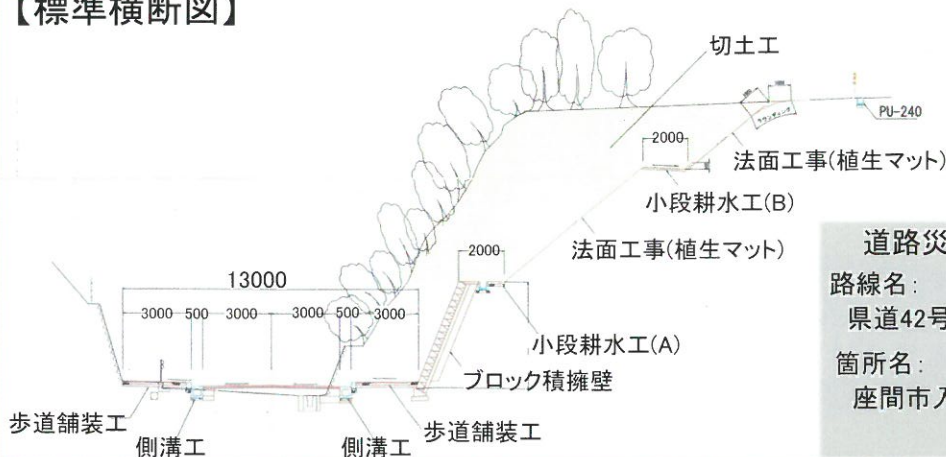 【標準横断図】
切土工
PU-240
2000
法面工事(植生マット)
小段耕水工(B)
法面工事(植生マット)
2000
13000
3000 500 3000 3000 500 3000
小段耕水工(A)
ブロック積擁壁
歩道舗装工
側溝工
側溝工
歩道舗装工
道路災
路線名:
県道42号
箇所名:
座間市入